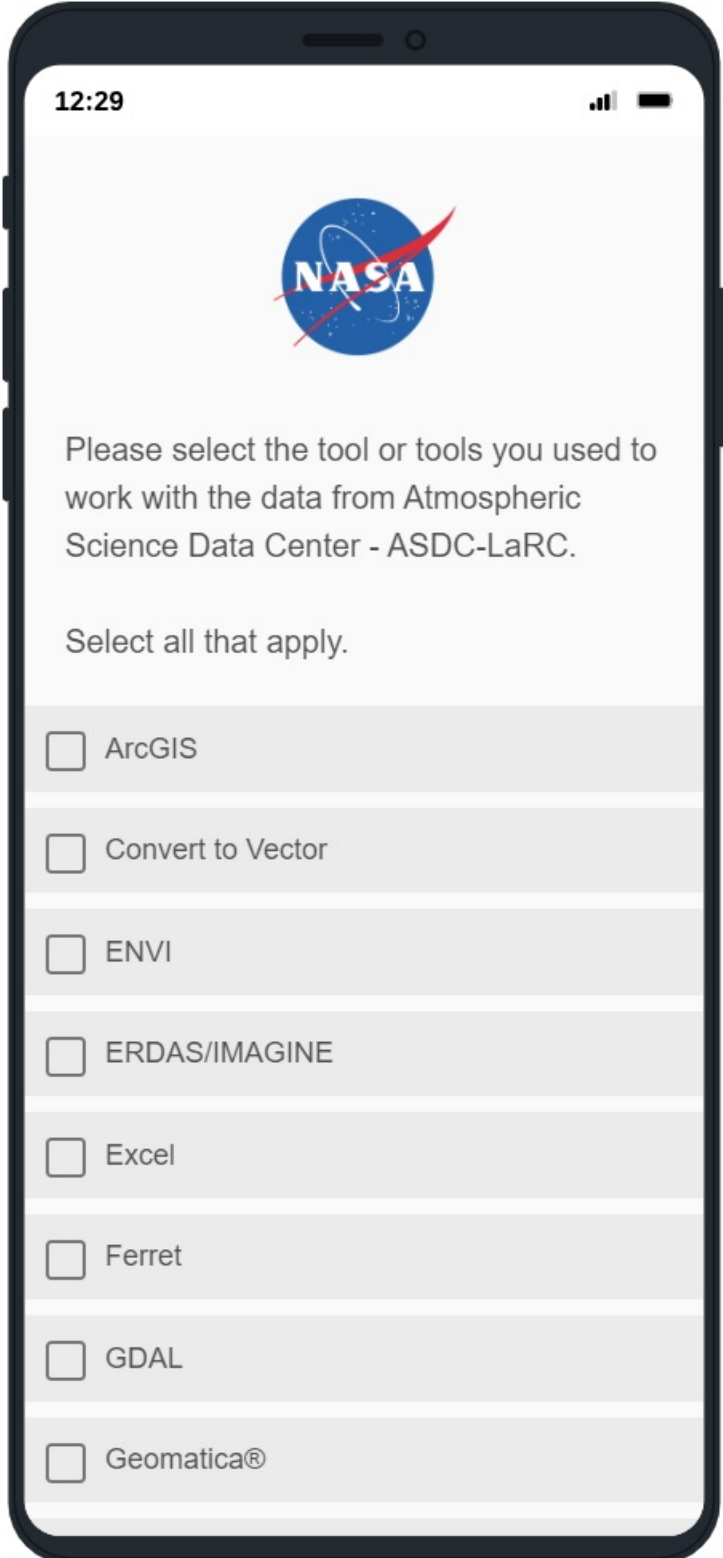 12:29
NASA
Please select the tool or tools you used to
work with the data from Atmospheric
Science Data Center - ASDC-LaRC.
Select all that apply.
ArcGIS
Convert to Vector
ENVI
ERDAS/IMAGINE
Excel
Ferret
GDAL
Geomatica®